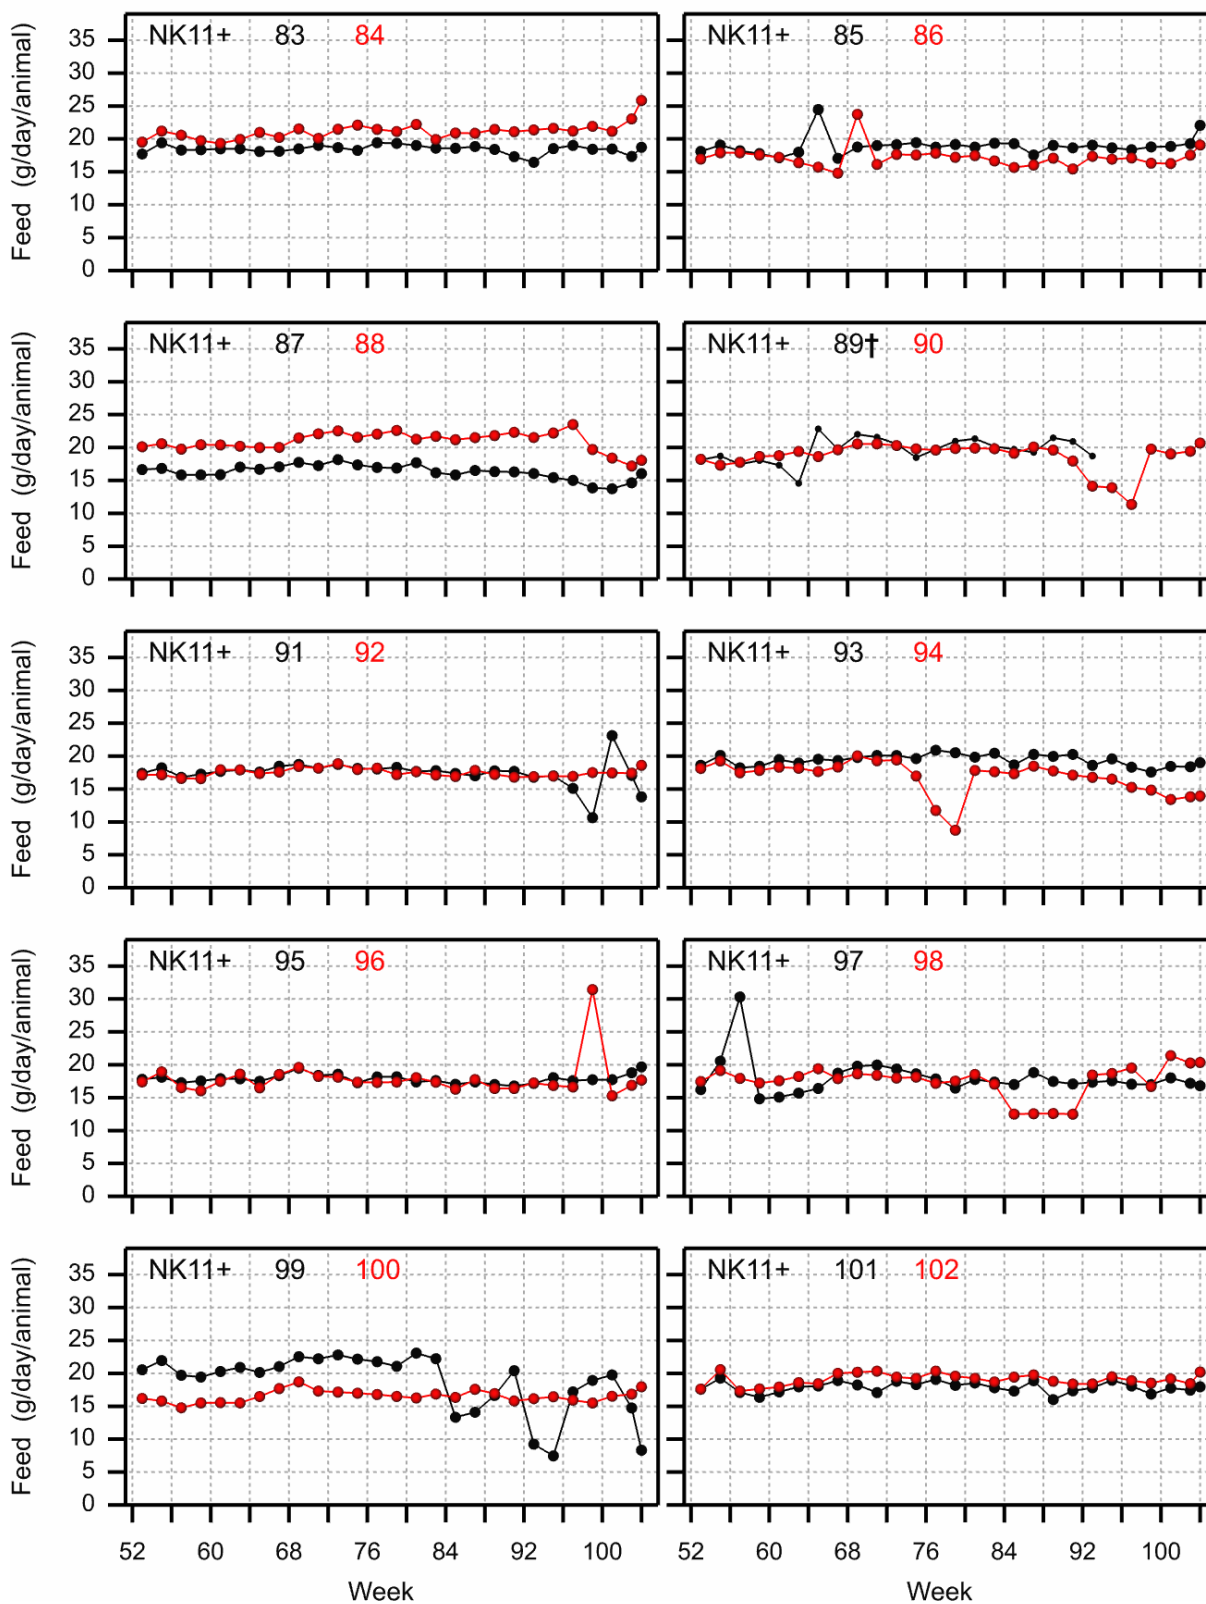 NK11+ 83 84
NK11+ 85 86
Feed (g/day/animal)
35
30
25
20
15
10
5
0
NK11+ 87 88
NK11+ 89† 90
Feed (g/day/animal)
35
30
25
20
15
10
5
0
NK11+ 91 92
NK11+ 93 94
Feed (g/day/animal)
35
30
25
20
15
10
5
0
NK11+ 95 96
NK11+ 97 98
Feed (g/day/animal)
35
30
25
20
15
10
5
0
NK11+ 99 100
NK11+ 101 102
Feed (g/day/animal)
35
30
25
20
15
10
5
0
52 60 68 76 84 92 100
52 60 68 76 84 92 100
Week
Week